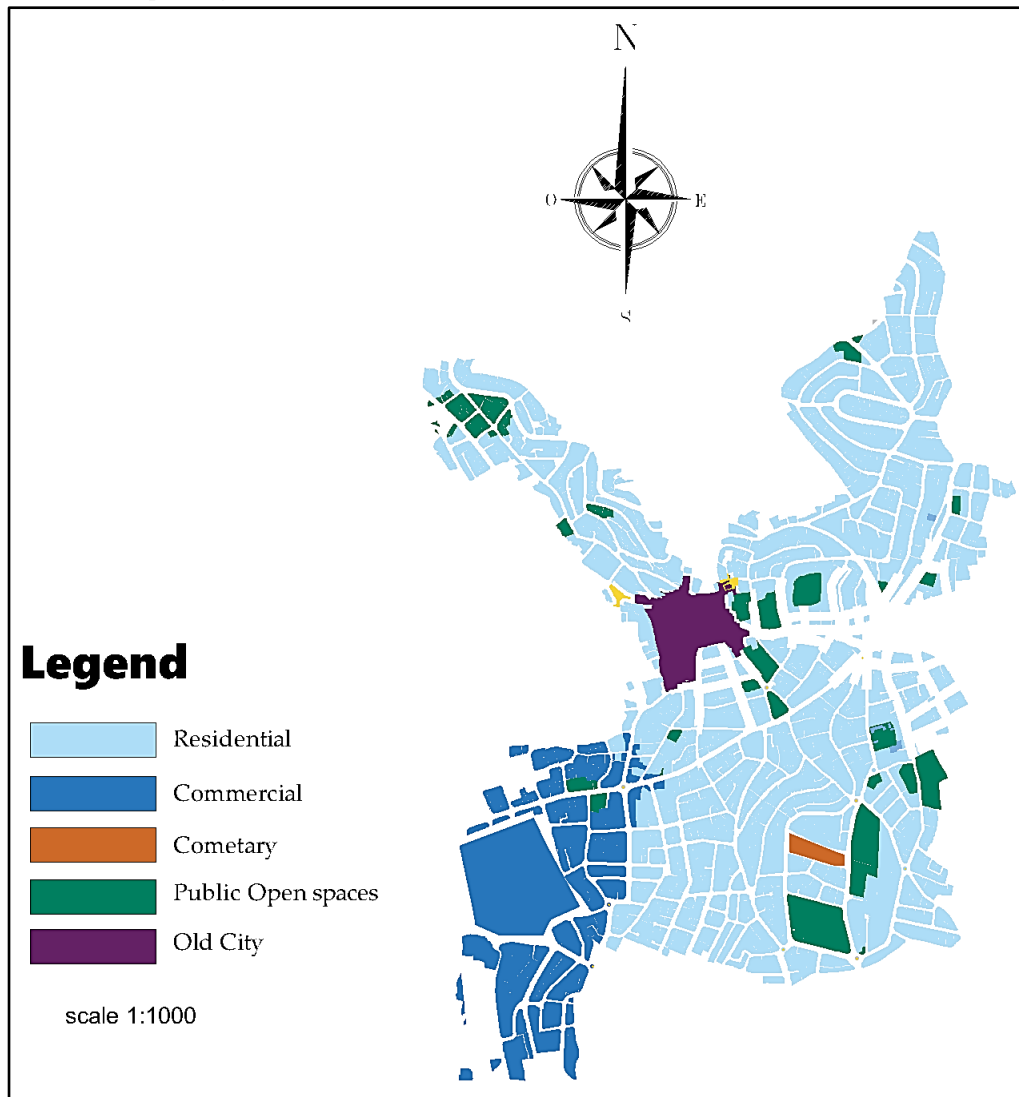 N
O
E
Legend
Residential
Commercial
Cometary
Public Open spaces
Old City
scale 1:1000